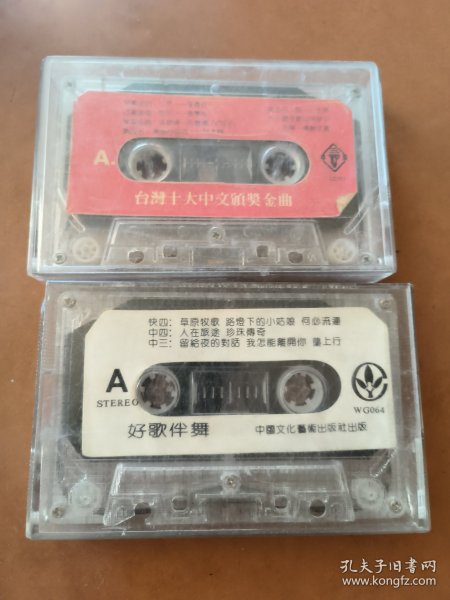 A.
台灣十大中文頒獎金曲
快四：草原牧歌 路燈下的小姑娘 何必流連
中四：人在旅途 珍珠傳奇
中三：留給夜的對話 我怎能離開你 壟上行
A
STEREO
WG064
好歌伴舞
中國文化藝術出版社出版
孔夫子旧书网
www.kongfz.com